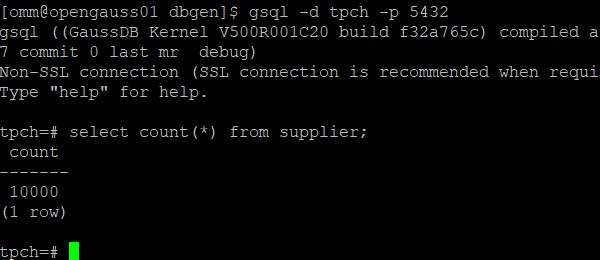 [omm@opengauss01 dbgen]$ gsql -d tpch -p 5432
gsql ((GaussDB Kernel V500R001C20 build f32a765c) compiled a
7 commit 0 last mr  debug)
Non-SSL connection (SSL connection is recommended when requi
Type "help" for help.

tpch=# select count(*) from supplier;
 count
-------
 10000
(1 row)

tpch=#